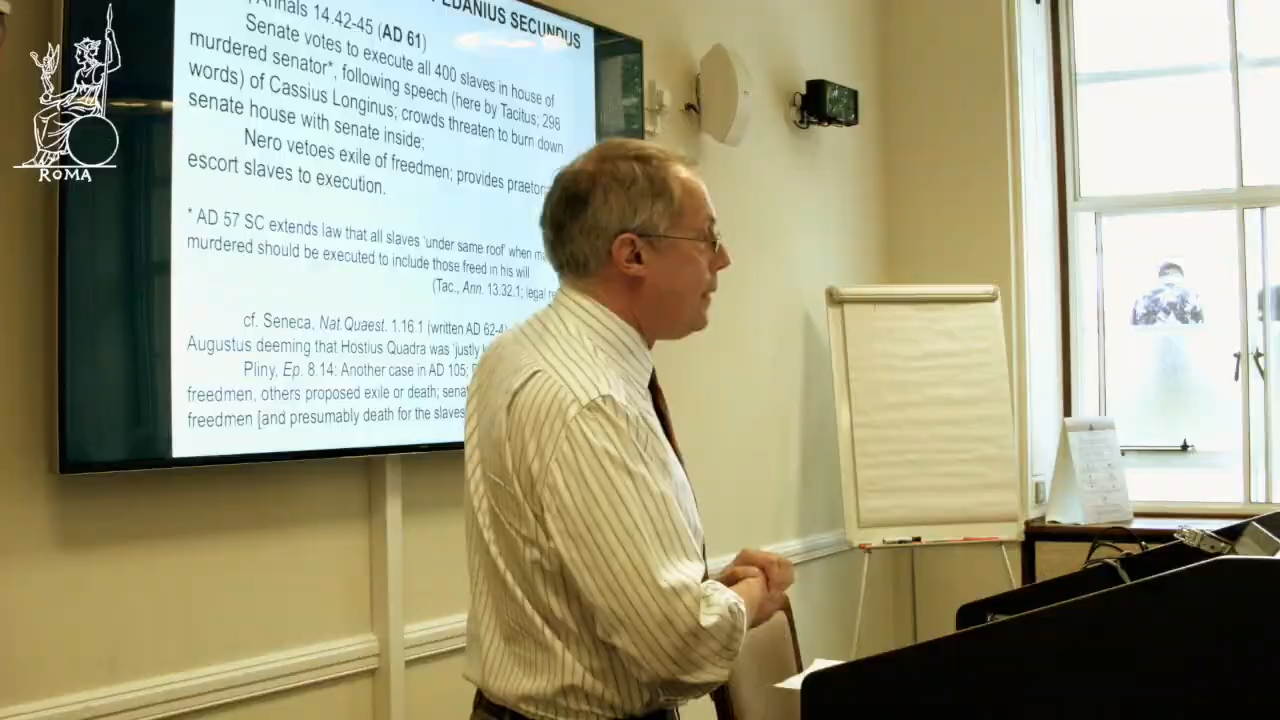 PEDANIUS SECUNDUS
Annals 14.42-45 (AD 61)
Senate votes to execute all 400 slaves in house of
murdered senator*, following speech (here by Tacitus; 298
words) of Cassius Longinus; crowds threaten to burn down
senate house with senate inside;
Nero vetoes exile of freedmen; provides praetor
escort slaves to execution.
* AD 57 SC extends law that all slaves 'under same roof' when m
murdered should be executed to include those freed in his will
(Tac., Ann. 13.32.1; legal re
cf. Seneca, Nat.Quaest. 1.16.1 (written AD 62-4)
Augustus deeming that Hostius Quadra was 'justly
Pliny, Ep. 8.14: Another case in AD 105;
freedmen, others proposed exile or death; sena
freedmen [and presumably death for the slaves
ROMA